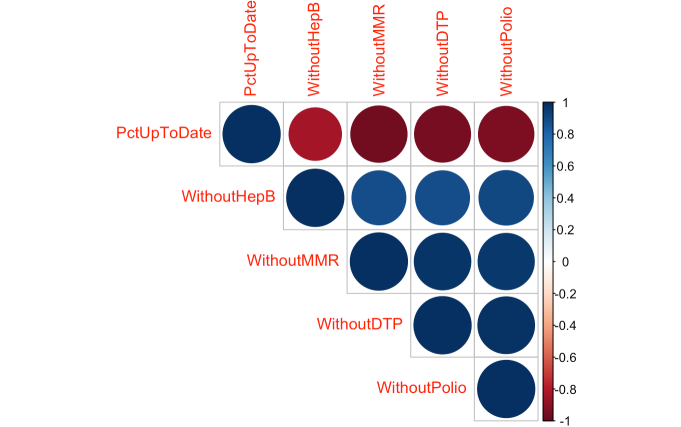 PctUpToDate
WithoutHepB
WithoutMMR
WithoutDTP
WithoutPolio
PctUpToDate
WithoutHepB
WithoutMMR
WithoutDTP
WithoutPolio
1
0.8
0.6
0.4
0.2
0
-0.2
-0.4
-0.6
-0.8
-1